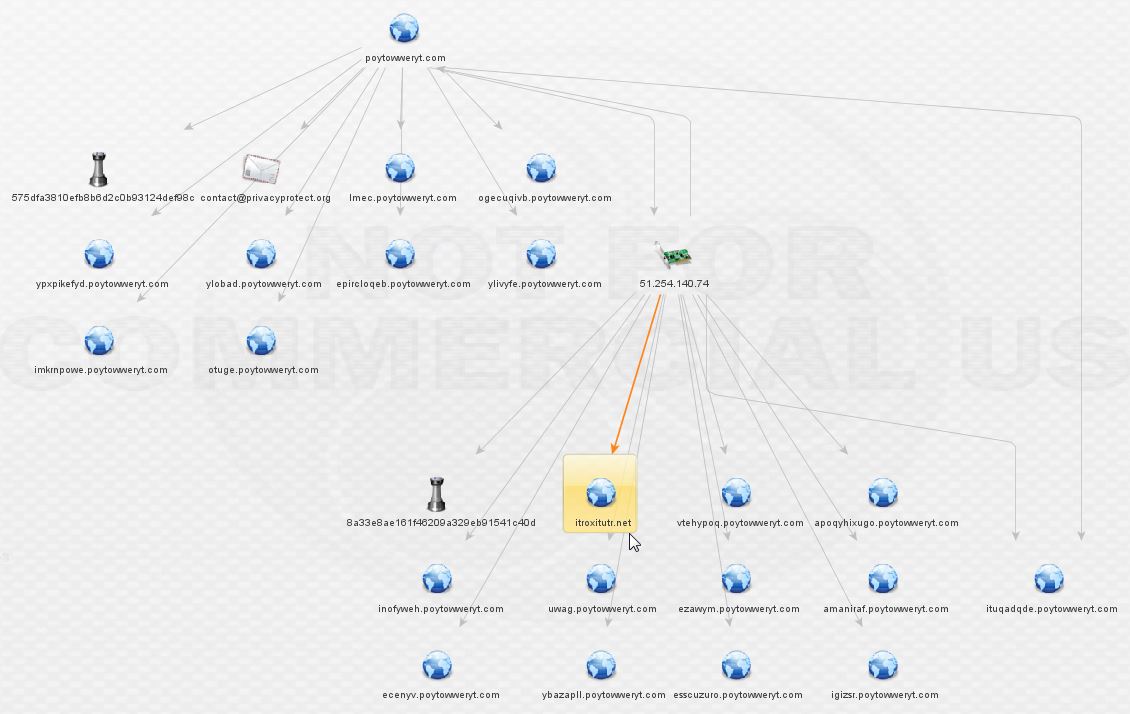 poytowweryt.com
575dfa3810efb8b6d2c0b93124def98c
contact@privacyprotect.org
lmec.poytowweryt.com
ogecuqivb.poytowweryt.com
ypxpikefyd.poytowweryt.com
ylobad.poytowweryt.com
epircloqeb.poytowweryt.com
ylivyfe.poytowweryt.com
51.254.140.74
NOT FOR
COMMERCIAL US
imkrnpowe.poytowweryt.com
otuge.poytowweryt.com
8a33e8ae161f46209a329eb91541c40d
itroxitutr.net
vtehypoq.poytowweryt.com
apoqyhixugo.poytowweryt.com
inofyweh.poytowweryt.com
uwag.poytowweryt.com
ezawym.poytowweryt.com
amaniraf.poytowweryt.com
ituqadqde.poytowweryt.com
ecenyv.poytowweryt.com
ybazapll.poytowweryt.com
esscuzuro.poytowweryt.com
igizsr.poytowweryt.com